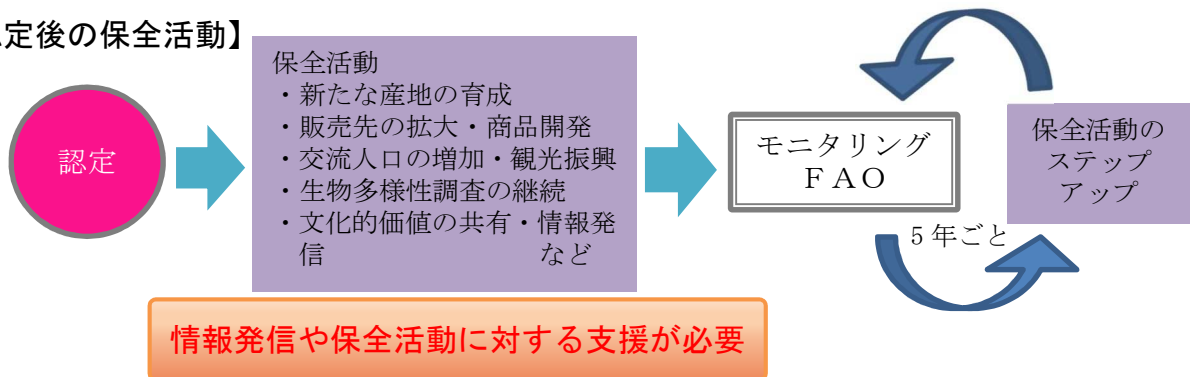 定後の保全活動】
認定
保全活動
・新たな産地の育成
・販売先の拡大・商品開発
・交流人口の増加・観光振興
・生物多様性調査の継続
・文化的価値の共有・情報発
信 など
モニタリング
ＦＡＯ
保全活動の
ステップ
アップ
５年ごと
情報発信や保全活動に対する支援が必要